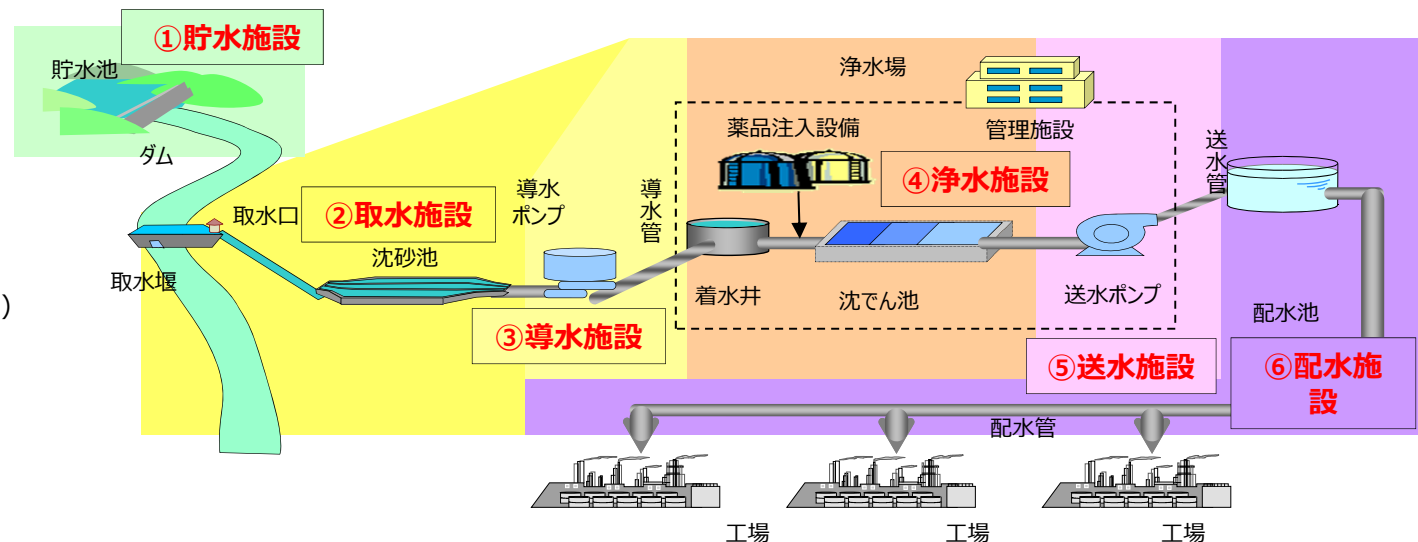 ①貯水施設
貯水池
ダム
取水口
取水堰
②取水施設
沈砂池
導水
ポンプ
導水管
③導水施設
浄水場
管理施設
薬品注入設備
④浄水施設
着水井
沈でん池
送水ポンプ
送水管
⑤送水施設
配水池
⑥配水施
設
配水管
工場
工場
工場
)